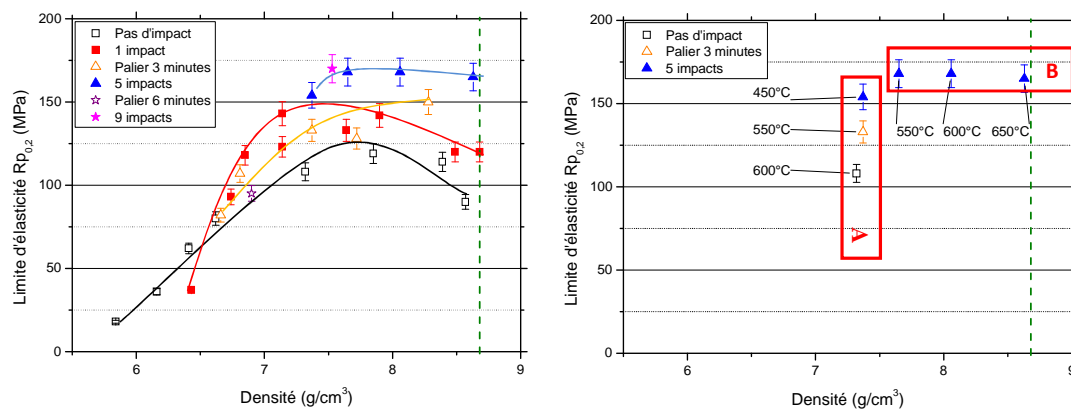 200
150
100
50
0
Limite d'élasticité Rp0,2 (MPa)
Pas d'impact
1 impact
Palier 3 minutes
5 impacts
Palier 6 minutes
9 impacts
6 7 8 9
Densité (g/cm³)
200
150
100
50
0
Limite d'élasticité Rp0,2 (MPa)
Pas d'impact
Palier 3 minutes
5 impacts
450°C
550°C
600°C
A
B
550°C 600°C 650°C
6 7 8 9
Densité (g/cm³)